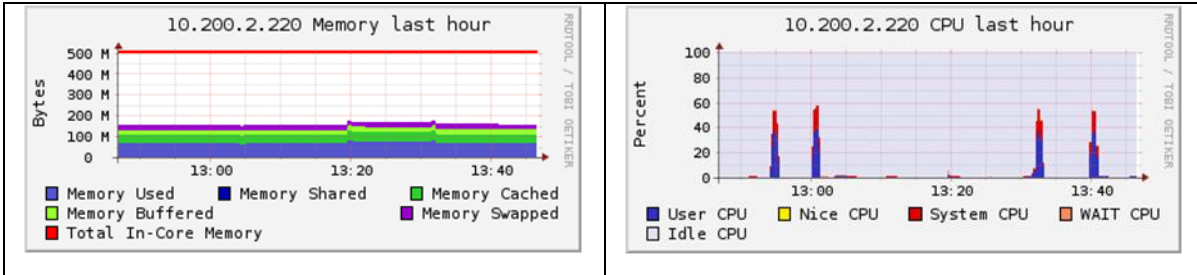 10.200.2.220 Memory last hour
RRDTOOL / TOBI OETIKER
Bytes
500 M
400 M
300 M
200 M
100 M
0
13:00 13:20 13:40
Memory Used Memory Shared Memory Cached
Memory Buffered Memory Swapped
Total In-Core Memory
10.200.2.220 CPU last hour
RRDTOOL / TOBI OETIKER
Percent
100
80
60
40
20
0
13:00 13:20 13:40
User CPU Nice CPU System CPU WAIT CPU
Idle CPU